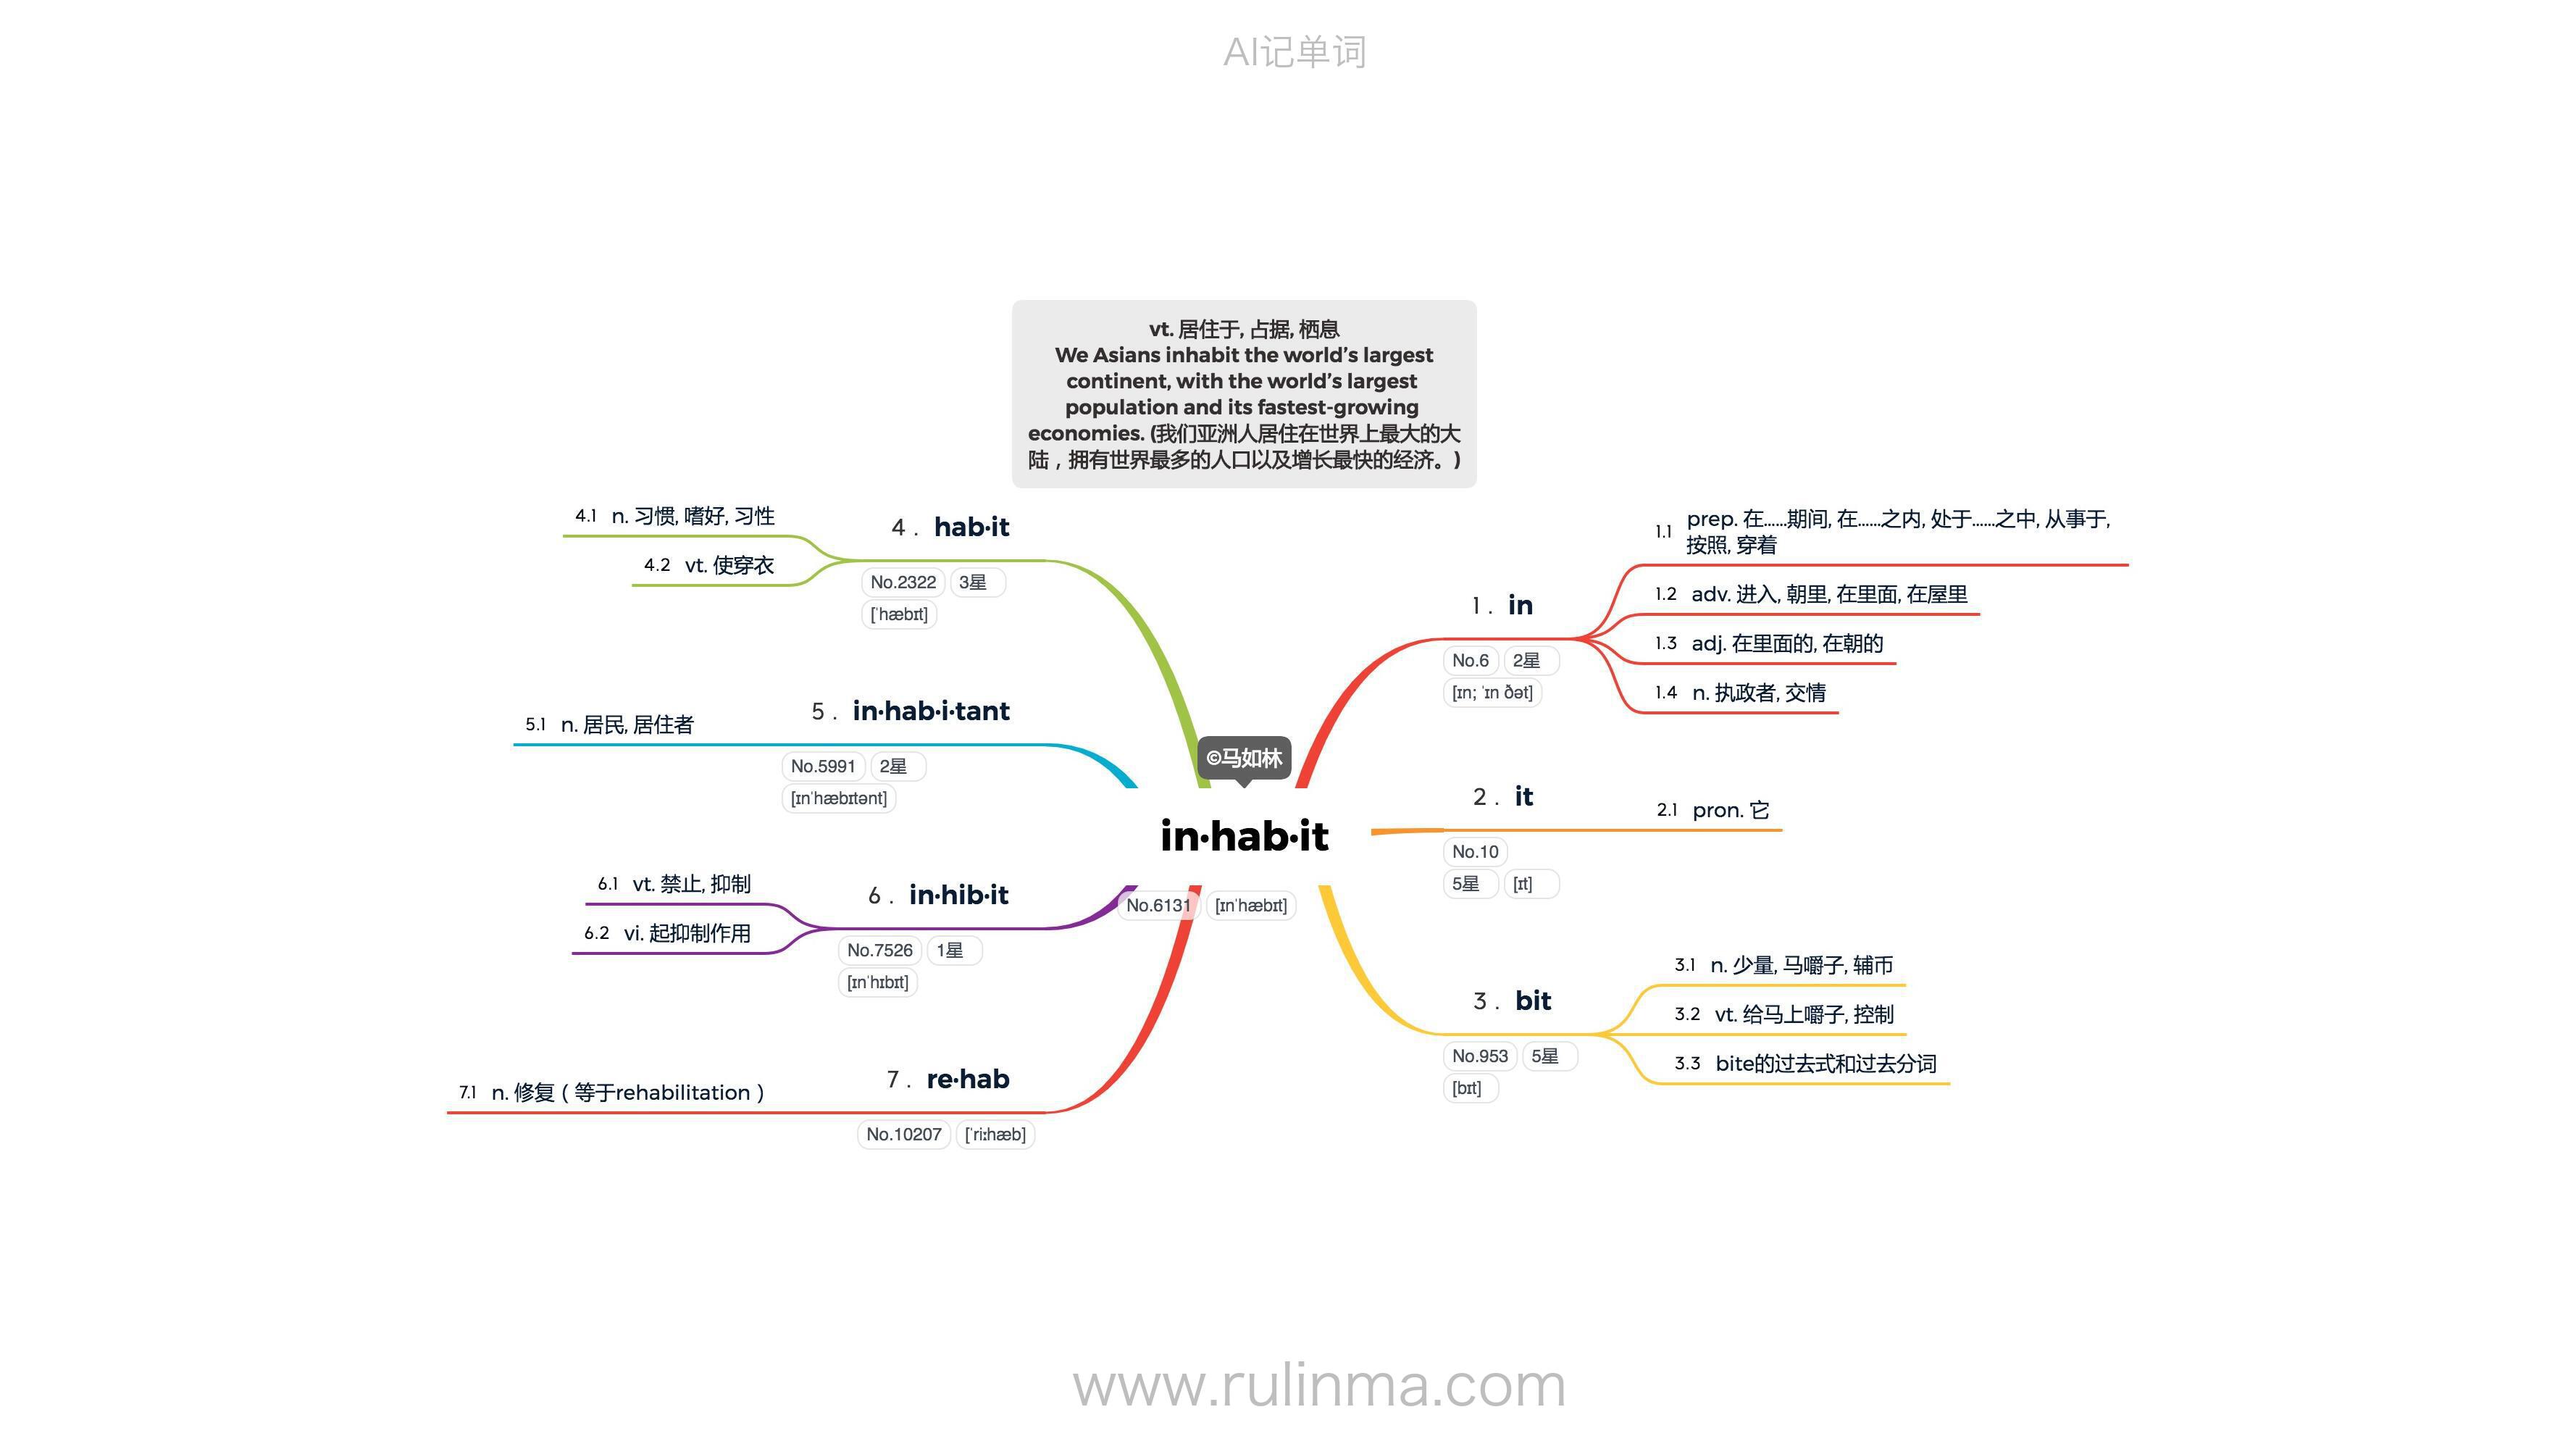 AI记单词
vt. 居住于, 占据, 栖息
We Asians inhabit the world’s largest
continent, with the world’s largest
population and its fastest-growing
economies. (我们亚洲人居住在世界上最大的大
陆，拥有世界最多的人口以及增长最快的经济。)
©马如林
in·hab·it
No.6131 [ɪnˈhæbɪt]
1. in
No.6 2星
[ɪn; ˈɪn ðət]
1.1 prep. 在……期间, 在……之内, 处于……之中, 从事于,
按照, 穿着
1.2 adv. 进入, 朝里, 在里面, 在屋里
1.3 adj. 在里面的, 在朝的
1.4 n. 执政者, 交情
2. it
No.10
5星 [ɪt]
2.1 pron. 它
3. bit
No.953 5星
[bɪt]
3.1 n. 少量, 马嚼子, 辅币
3.2 vt. 给马上嚼子, 控制
3.3 bite的过去式和过去分词
4. hab·it
No.2322 3星
[ˈhæbɪt]
4.1 n. 习惯, 嗜好, 习性
4.2 vt. 使穿衣
5. in·hab·i·tant
No.5991 2星
[ɪnˈhæbɪtənt]
5.1 n. 居民, 居住者
6. in·hib·it
No.7526 1星
[ɪnˈhɪbɪt]
6.1 vt. 禁止, 抑制
6.2 vi. 起抑制作用
7. re·hab
No.10207 [ˈriːhæb]
7.1 n. 修复（等于rehabilitation）
www.rulinma.com